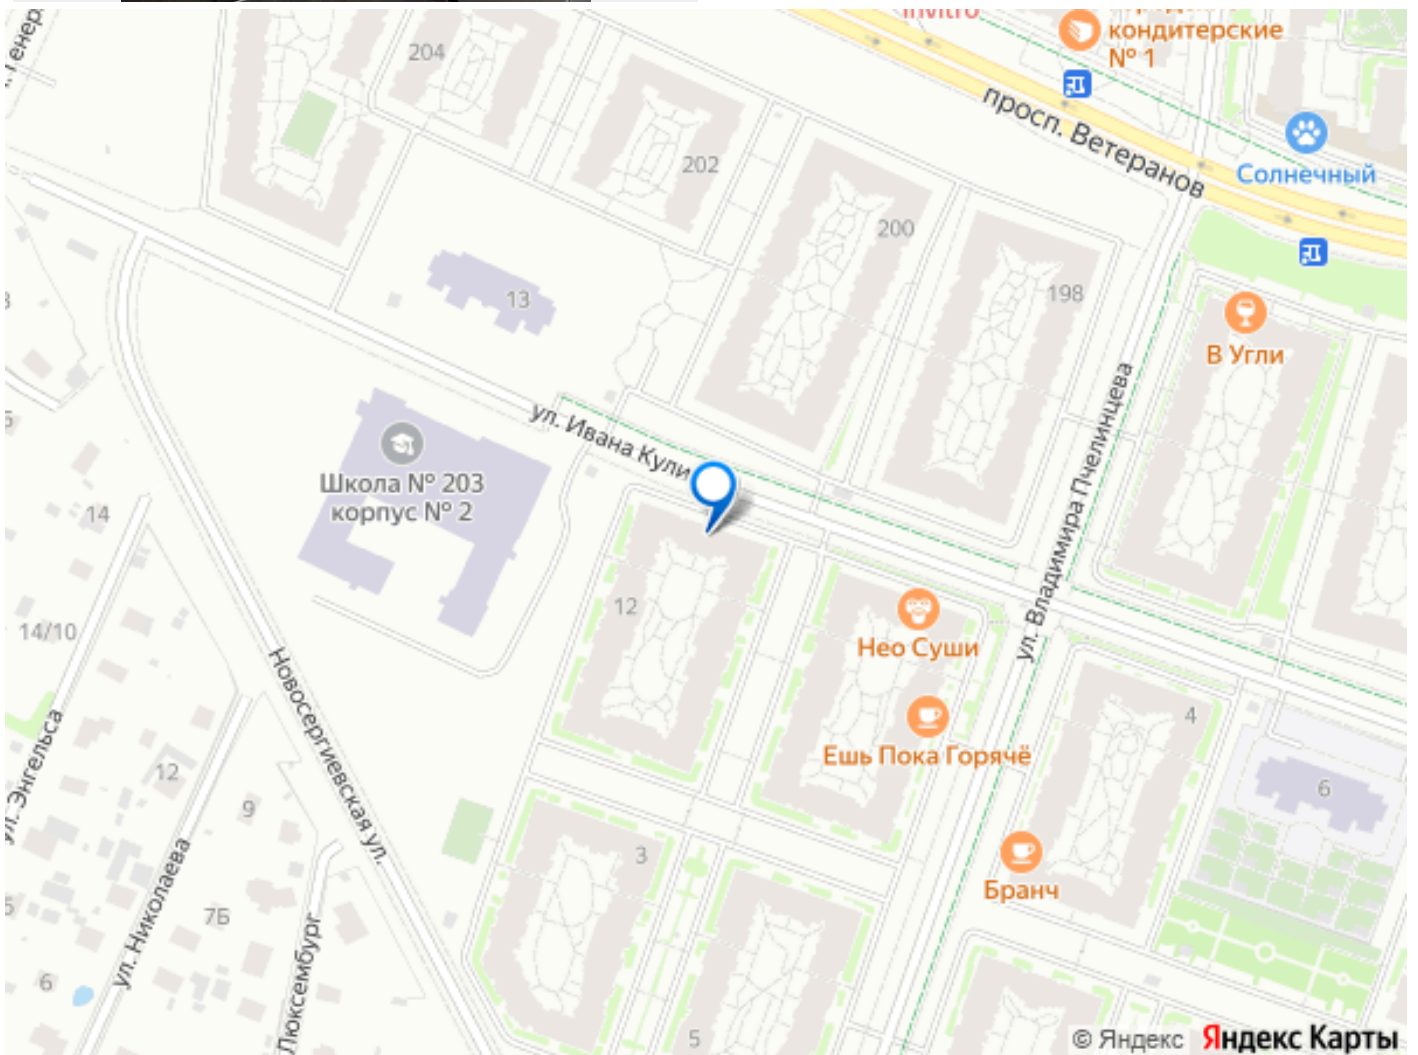 кондитерские
№ 1
204
просп. Ветеранов
Солнечный
202
200
198
13
В Угли
ул. Ивана Кули
ул. Владимира Пчелинцева
Школа № 203
корпус № 2
14
12
14/10
Нео Суши
Новосергиевская ул.
4
Ешь Пока Горячё
ул. Энгельса
12
6
9
3
Бранч
ул. Николаева
7Б
Люксембург
6
5
© Яндекс Яндекс Карты